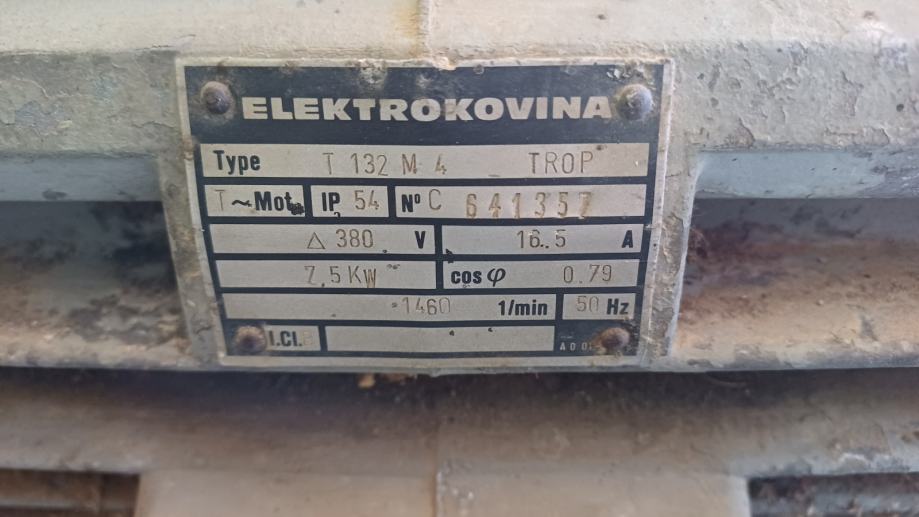 ELEKTROKOVINA
Type T 132 M 4 TROP
T ~ Mot. IP 54 Nº C 641357
△ 380 V 16.5 A
7,5 KW cos φ 0.79
1460 1/min 50 Hz
I.Cl.